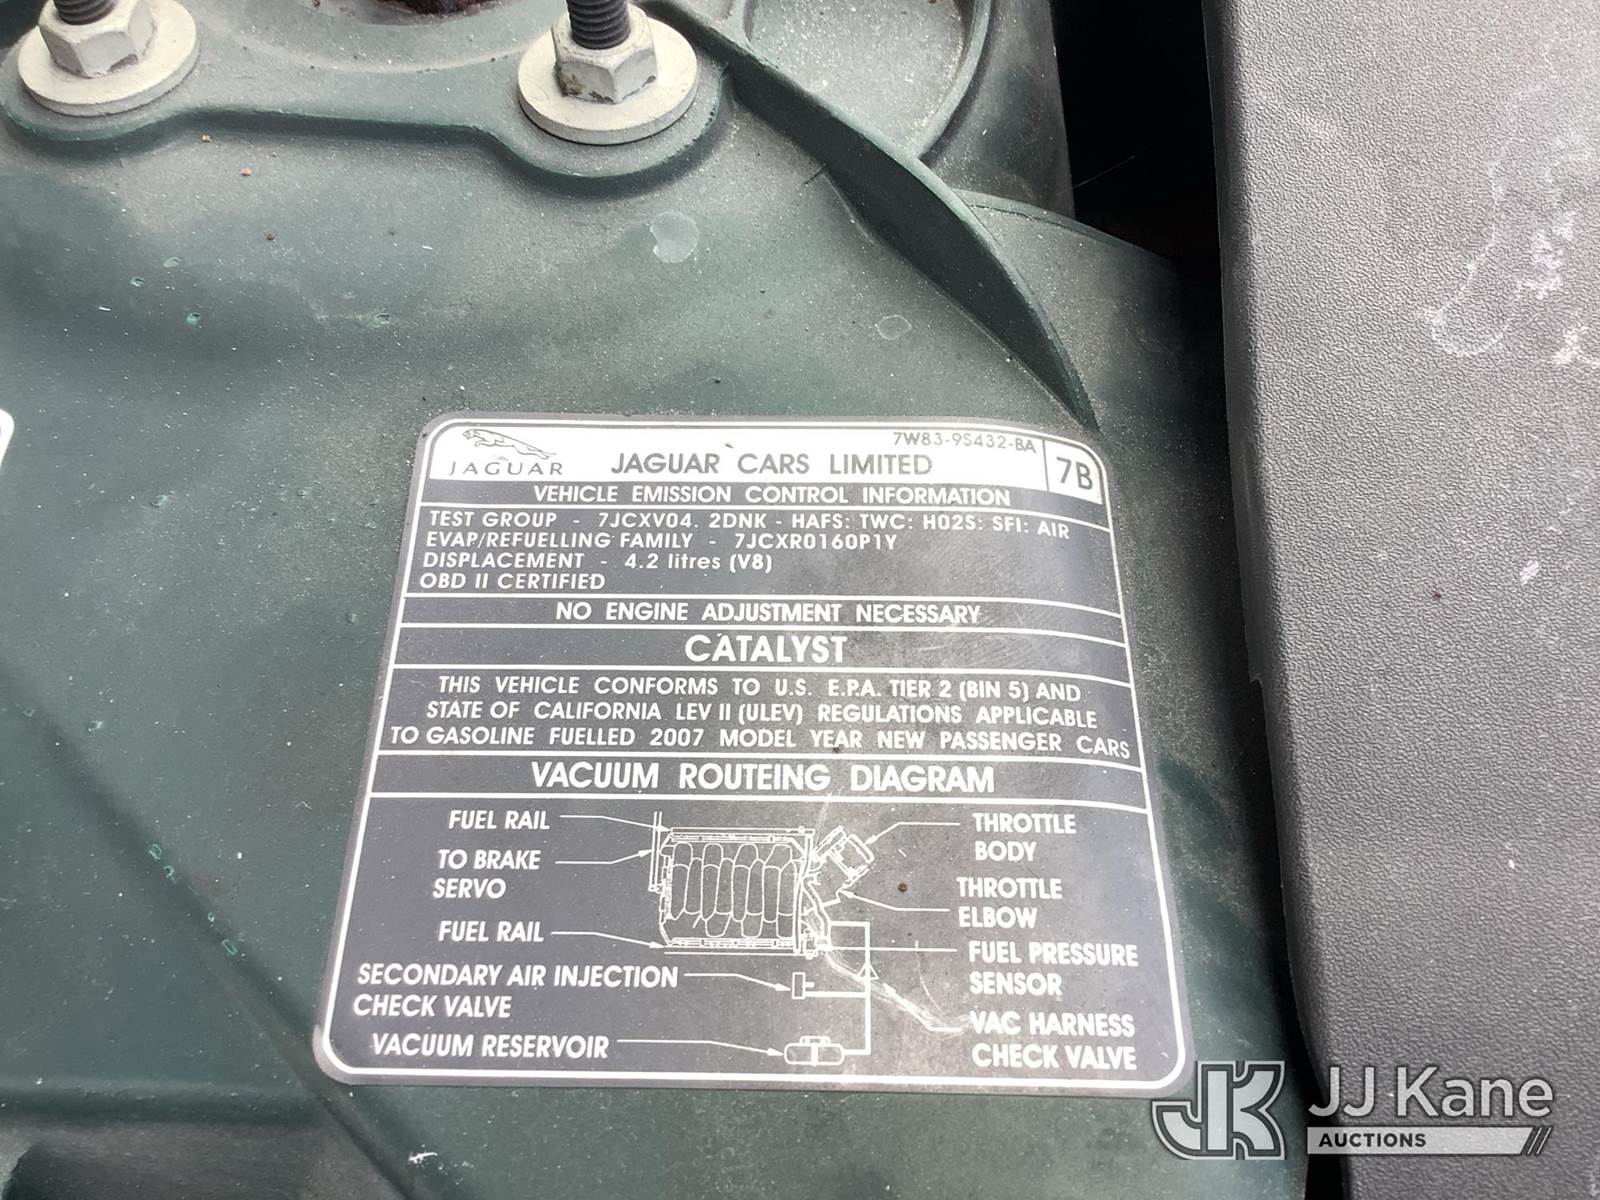 JAGUAR
JAGUAR CARS LIMITED
7W83-9S432-BA
7B
VEHICLE EMISSION CONTROL INFORMATION
TEST GROUP - 7JCXV04. 2DNK - HAFS: TWC: H02S: SFI: AIR
EVAP/REFUELLING FAMILY - 7JCXR0160P1Y
DISPLACEMENT - 4.2 litres (V8)
OBD II CERTIFIED
NO ENGINE ADJUSTMENT NECESSARY
CATALYST
THIS VEHICLE CONFORMS TO U.S. E.P.A. TIER 2 (BIN 5) AND
STATE OF CALIFORNIA LEV II (ULEV) REGULATIONS APPLICABLE
TO GASOLINE FUELLED 2007 MODEL YEAR NEW PASSENGER CARS
VACUUM ROUTEING DIAGRAM
FUEL RAIL
TO BRAKE
SERVO
FUEL RAIL
SECONDARY AIR INJECTION
CHECK VALVE
VACUUM RESERVOIR
THROTTLE
BODY
THROTTLE
ELBOW
FUEL PRESSURE
SENSOR
VAC HARNESS
CHECK VALVE
JK
JJ Kane
AUCTIONS